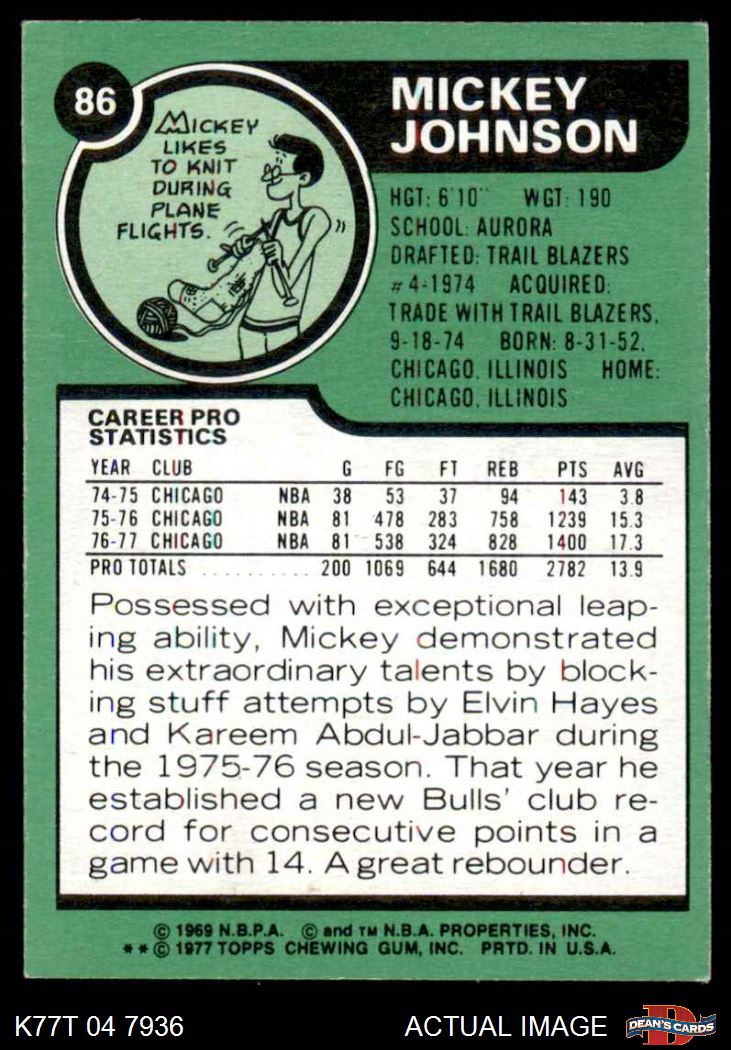 86
MICKEY
JOHNSON
MICKEY
LIKES
TO KNIT
DURING
PLANE
FLIGHTS.
HGT: 6'10" WGT: 190
SCHOOL: AURORA
DRAFTED: TRAIL BLAZERS
#4-1974 ACQUIRED:
TRADE WITH TRAIL BLAZERS,
9-18-74 BORN: 8-31-52,
CHICAGO, ILLINOIS HOME:
CHICAGO, ILLINOIS
CAREER PRO
STATISTICS
YEAR CLUB G FG FT REB PTS AVG
74-75 CHICAGO NBA 38 53 37 94 143 3.8
75-76 CHICAGO NBA 81 478 283 758 1239 15.3
76-77 CHICAGO NBA 81 538 324 828 1400 17.3
PRO TOTALS .......... 200 1069 644 1680 2782 13.9
Possessed with exceptional leap-
ing ability, Mickey demonstrated
his extraordinary talents by block-
ing stuff attempts by Elvin Hayes
and Kareem Abdul-Jabbar during
the 1975-76 season. That year he
established a new Bulls' club re-
cord for consecutive points in a
game with 14. A great rebounder.
© 1969 N.B.P.A. © and TM N.B.A. PROPERTIES, INC.
** © 1977 TOPPS CHEWING GUM, INC. PRTD. IN U.S.A.
K77T 04 7936 ACTUAL IMAGE D DEAN'S CARDS